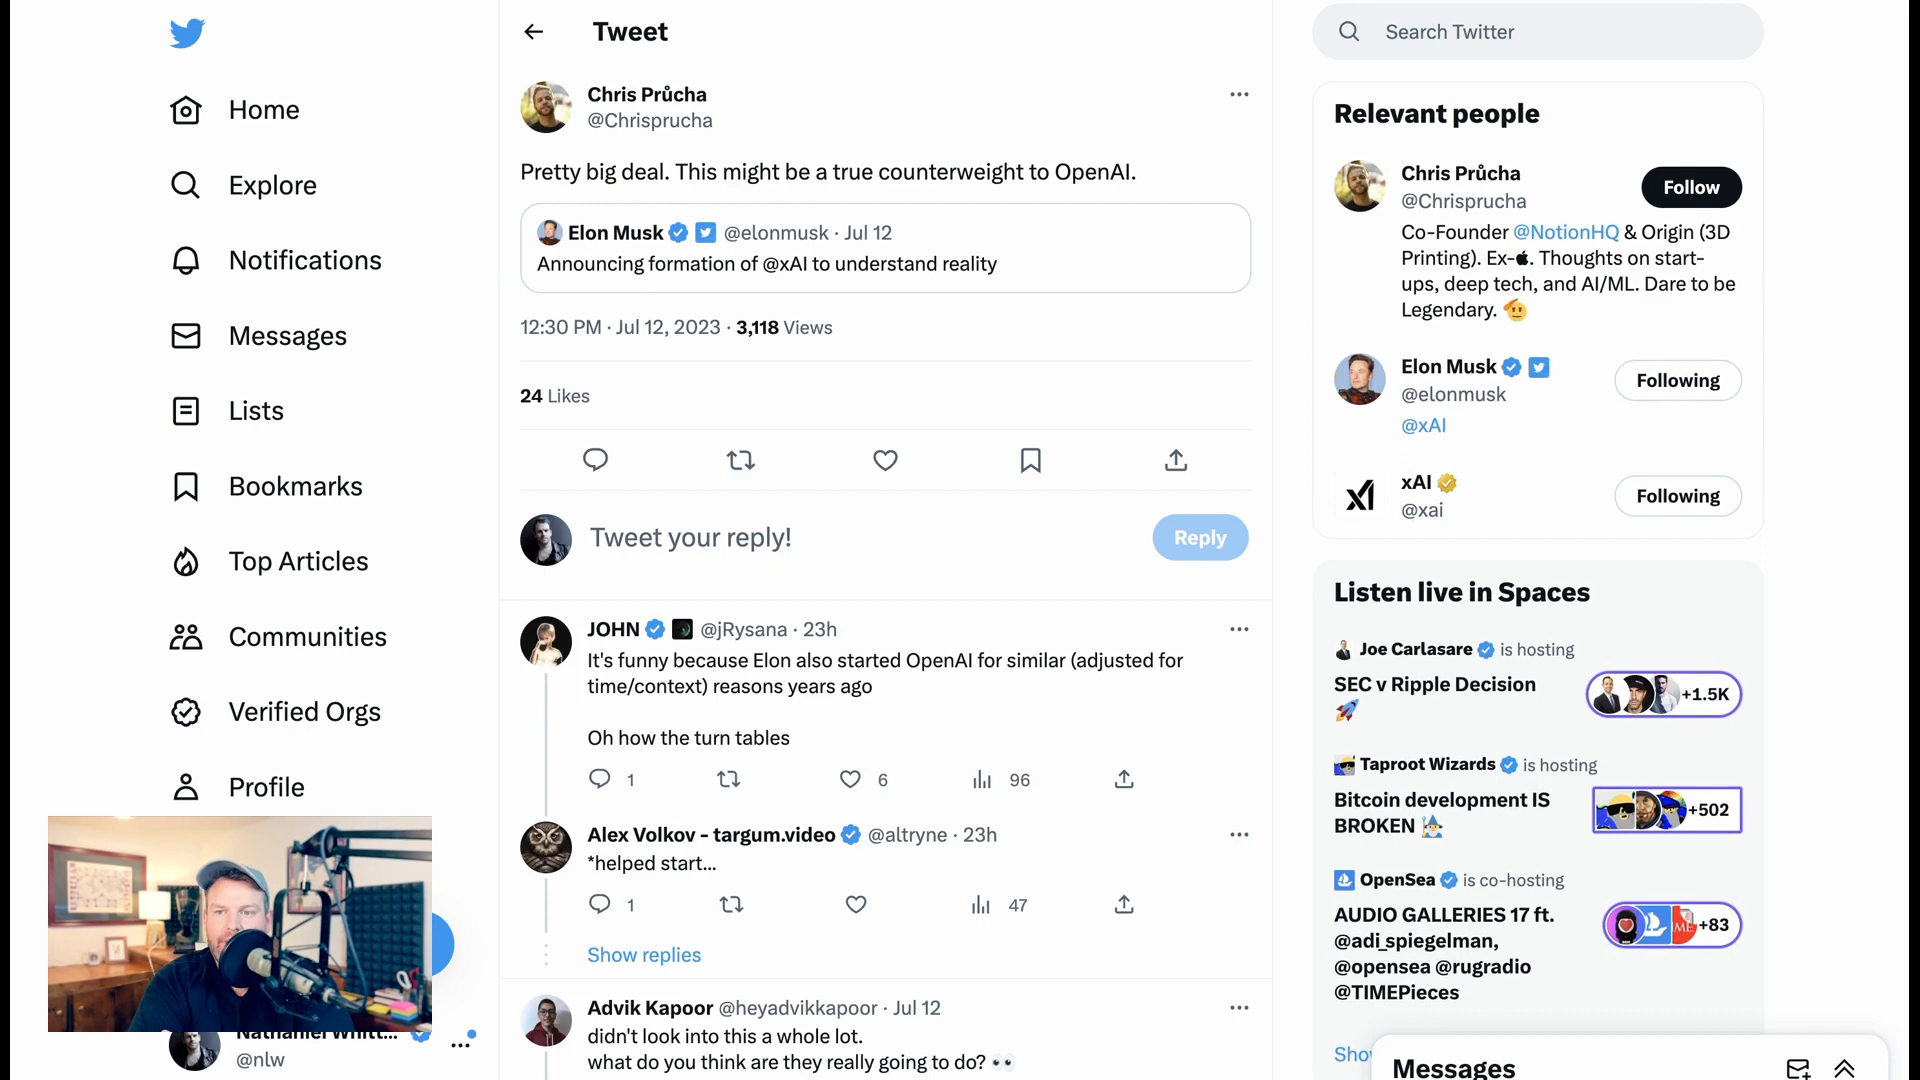 Home
Explore
Notifications
Messages
Lists
Bookmarks
Top Articles
Communities
Verified Orgs
Profile
@nlw
Tweet
Chris Průcha
@Chrisprucha
Pretty big deal. This might be a true counterweight to OpenAI.
Elon Musk @elonmusk · Jul 12
Announcing formation of @xAI to understand reality
12:30 PM · Jul 12, 2023 · 3,118 Views
24 Likes
Tweet your reply!
Reply
JOHN @jRysana · 23h
It's funny because Elon also started OpenAI for similar (adjusted for
time/context) reasons years ago
Oh how the turn tables
1 6 96
Alex Volkov - targum.video @altryne · 23h
*helped start...
1 47
Show replies
Advik Kapoor @heyadvikkapoor · Jul 12
didn't look into this a whole lot.
what do you think are they really going to do? 👀
Search Twitter
Relevant people
Chris Průcha
@Chrisprucha
Follow
Co-Founder @NotionHQ & Origin (3D
Printing). Ex-. Thoughts on start-
ups, deep tech, and AI/ML. Dare to be
Legendary. 🫡
Elon Musk
@elonmusk
Following
@xAI
xAI
@xai
Following
Listen live in Spaces
Joe Carlasare is hosting
SEC v Ripple Decision
🚀
+1.5K
Taproot Wizards is hosting
Bitcoin development IS
BROKEN 🧙‍♂️
+502
OpenSea is co-hosting
AUDIO GALLERIES 17 ft.
@adi_spiegelman,
@opensea @rugradio
@TIMEPieces
+83
Messages